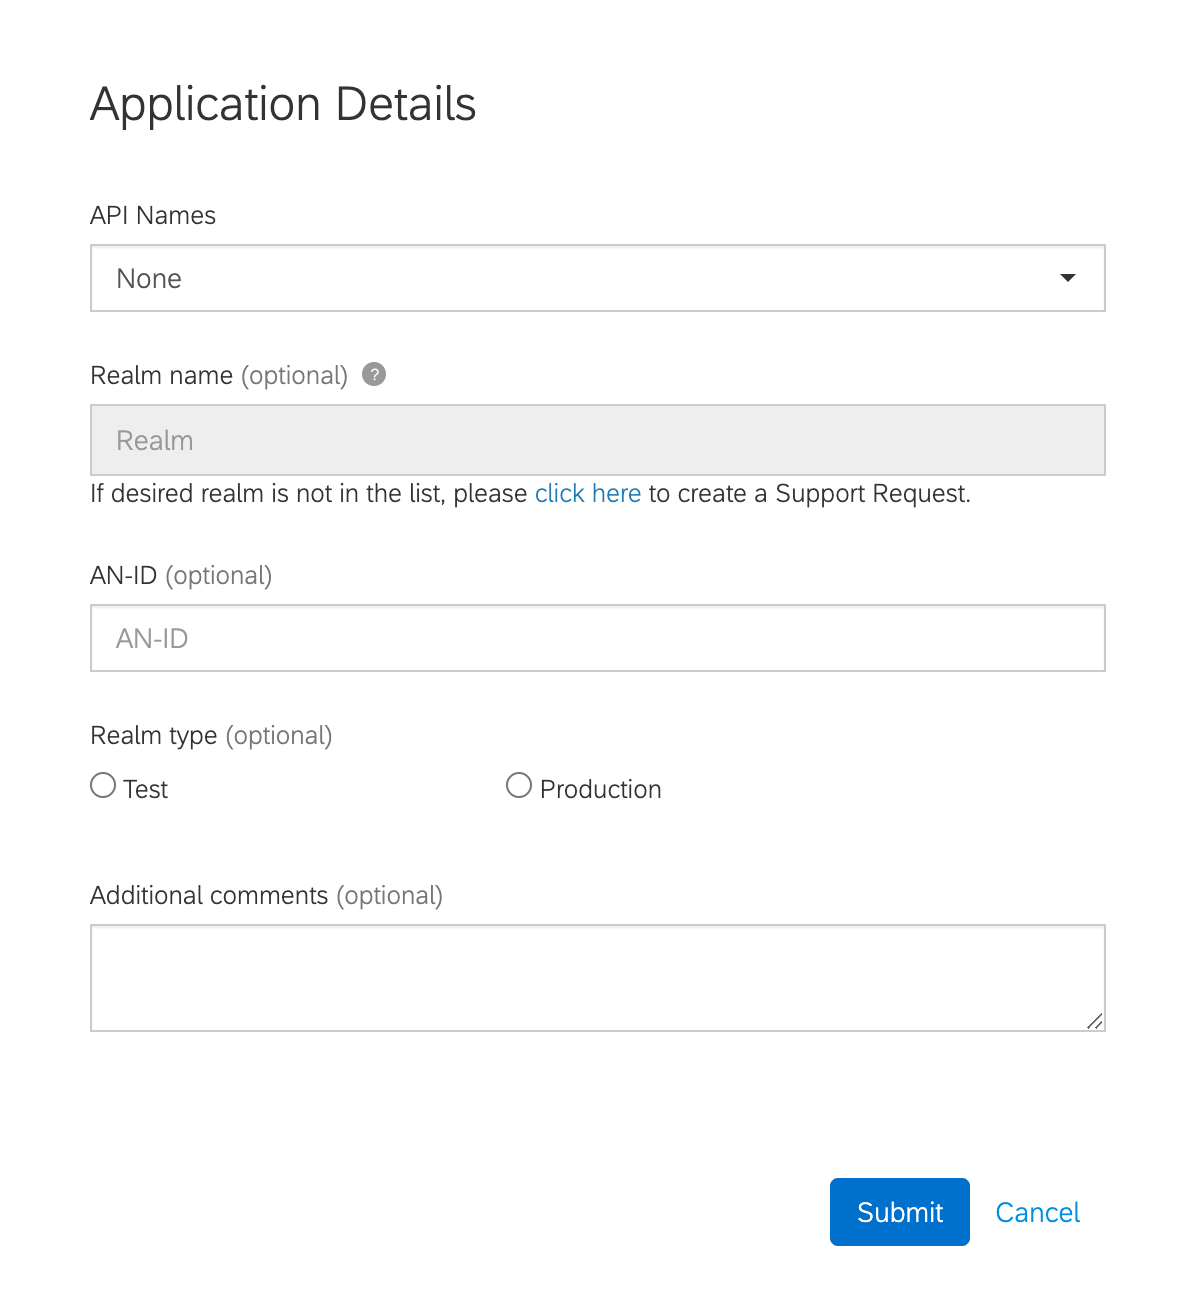 Application Details
API Names
None
Realm name (optional) ?
Realm
If desired realm is not in the list, please click here to create a Support Request.
AN-ID (optional)
AN-ID
Realm type (optional)
Test Production
Additional comments (optional)
Submit Cancel